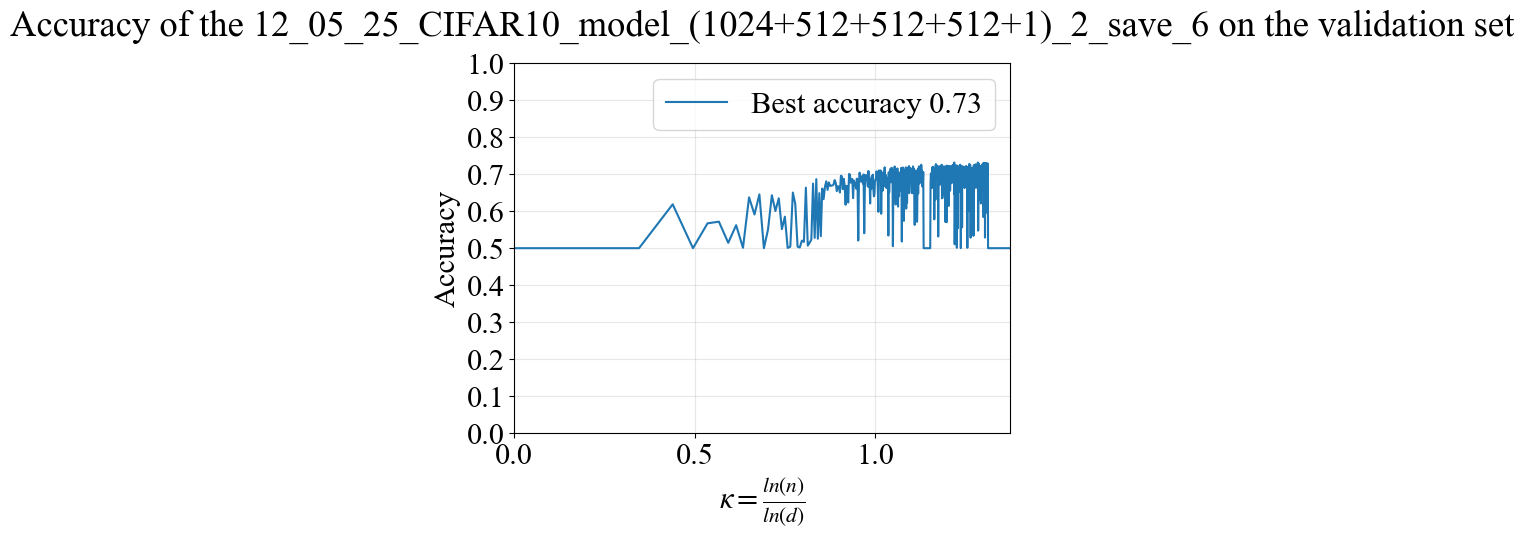 Accuracy of the 12_05_25_CIFAR10_model_(1024+512+512+512+1)_2_save_6 on the validation set
Best accuracy 0.73
Accuracy
1.0
0.9
0.8
0.7
0.6
0.5
0.4
0.3
0.2
0.1
0.0
0.0 0.5 1.0
κ = ln(n) / ln(d)